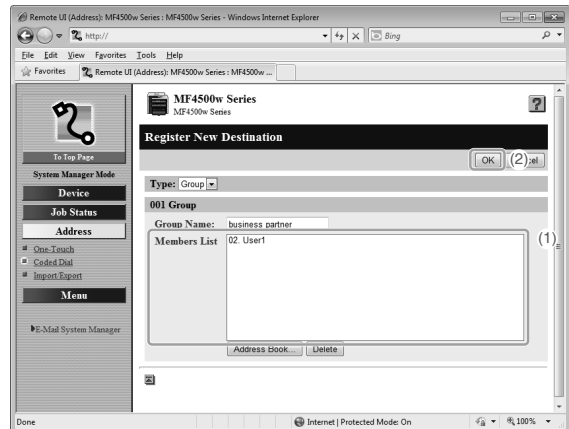 Remote UI (Address): MF4500w Series : MF4500w Series - Windows Internet Explorer
http://
Bing
File Edit View Favorites Tools Help
Favorites Remote UI (Address): MF4500w Series : MF4500w ...
MF4500w Series
MF4500w Series
?
Register New Destination
To Top Page
OK (2)
System Manager Mode
Type: Group
Device
001 Group
Job Status
Group Name: business partner
Address
Members List 02. User1
(1)
One-Touch
Coded Dial
Import/Export
Menu
E-Mail System Manager
Address Book... Delete
Done Internet | Protected Mode: On 100%